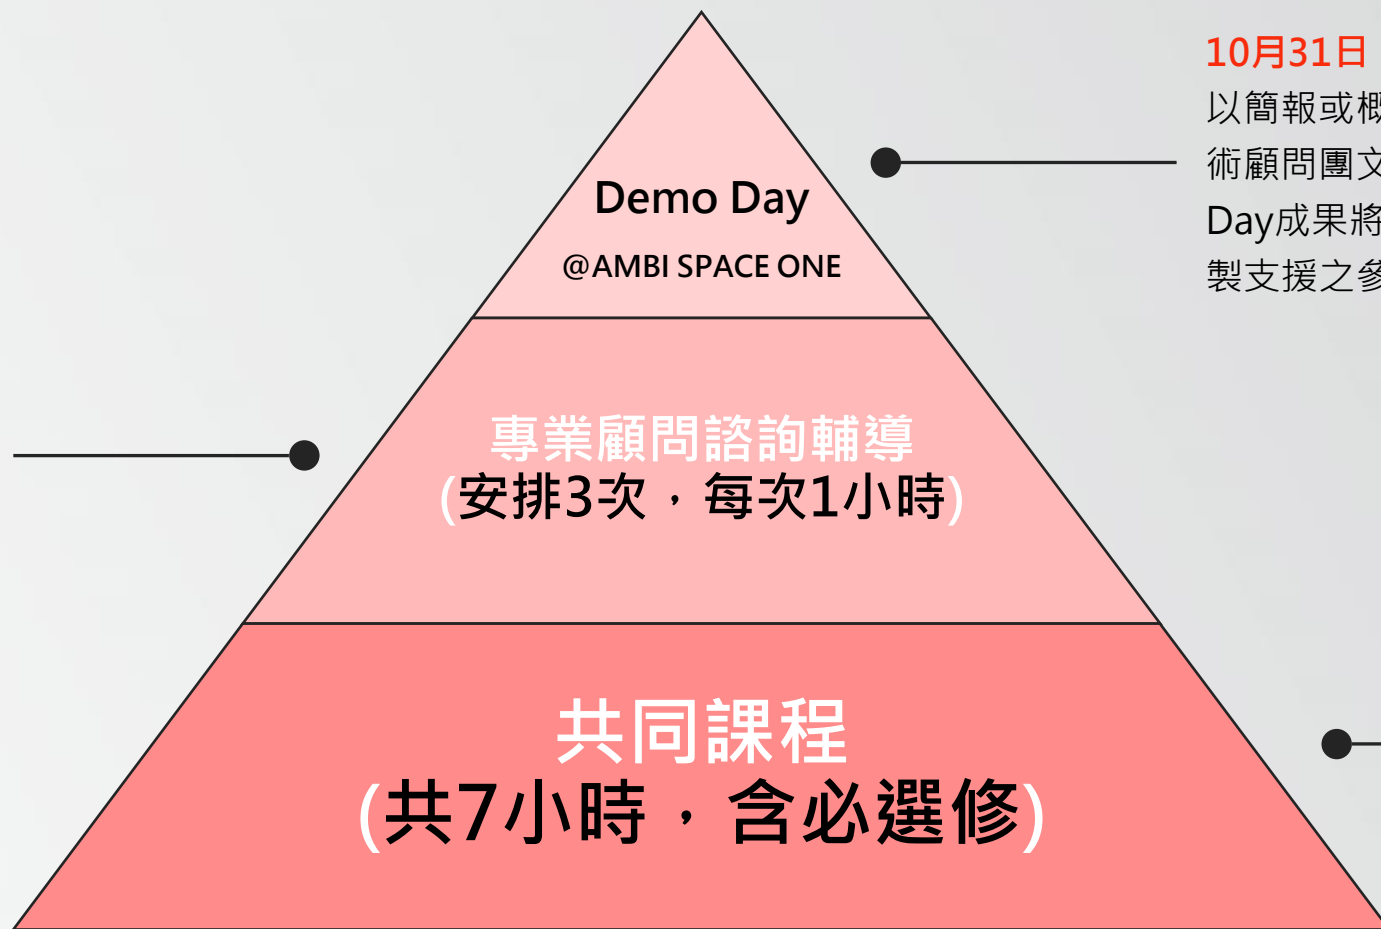 10月31日
以簡報或概
術顧問團文
Day成果將
製支援之參
Demo Day
@AMBI SPACE ONE
專業顧問諮詢輔導
(安排3次，每次1小時)
共同課程
(共7小時，含必選修)